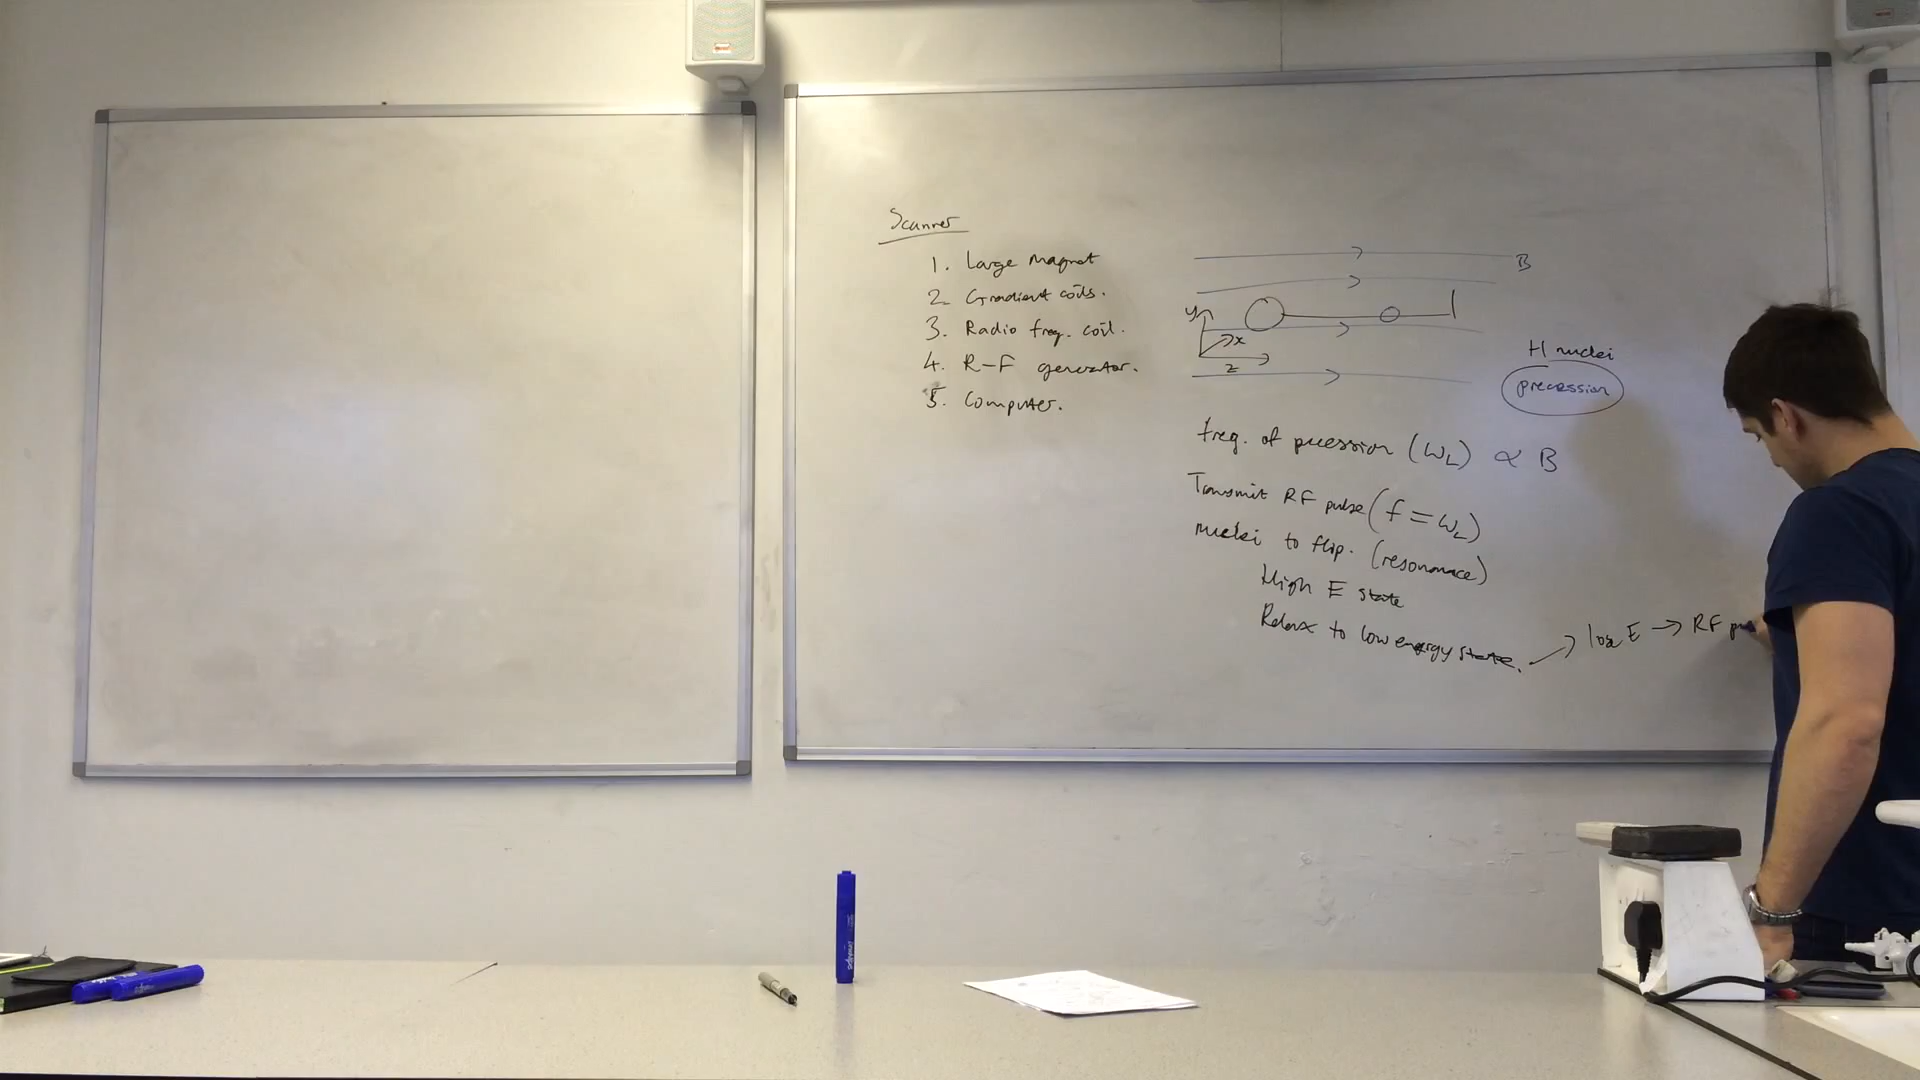 Scanner
1. Large Magnet
2. Gradient coils.
3. Radio freq. coil.
4. R-F generator.
5. Computer.
B
y
x
z
H nuclei
precession
freq. of precession (ωL) ∝ B
Transmit RF pulse (f = ωL)
nuclei to flip. (resonance)
High E state
Relax to low energy state. → lose E → RF